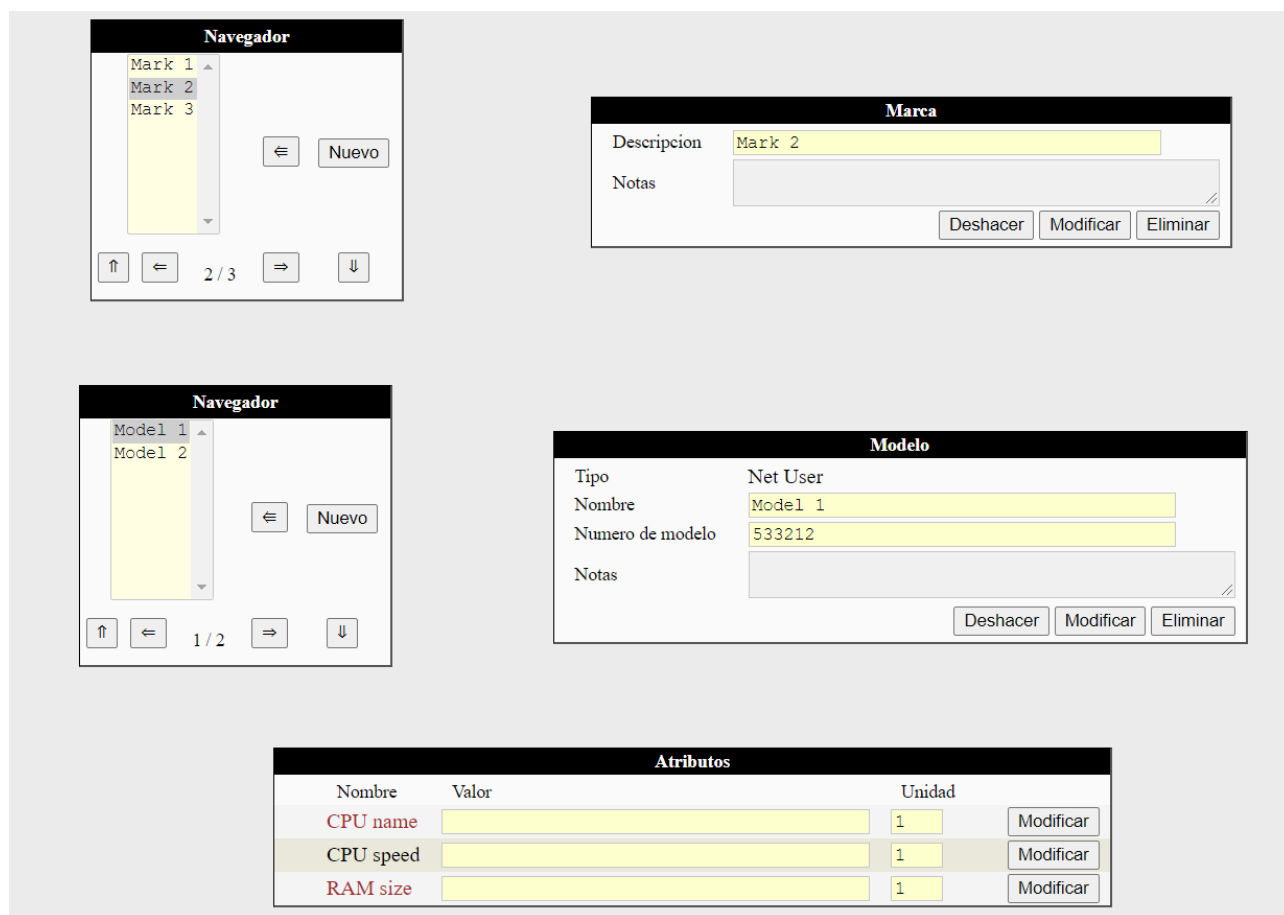 Navegador
Mark 1
Mark 2
Mark 3
⇚ Nuevo
⇑ ⇐ 2 / 3 ⇒ ⇓
Marca
Descripcion Mark 2
Notas
Deshacer Modificar Eliminar
Navegador
Model 1
Model 2
⇚ Nuevo
⇑ ⇐ 1 / 2 ⇒ ⇓
Modelo
Tipo Net User
Nombre Model 1
Numero de modelo 533212
Notas
Deshacer Modificar Eliminar
Atributos
Nombre Valor Unidad
CPU name 1 Modificar
CPU speed 1 Modificar
RAM size 1 Modificar